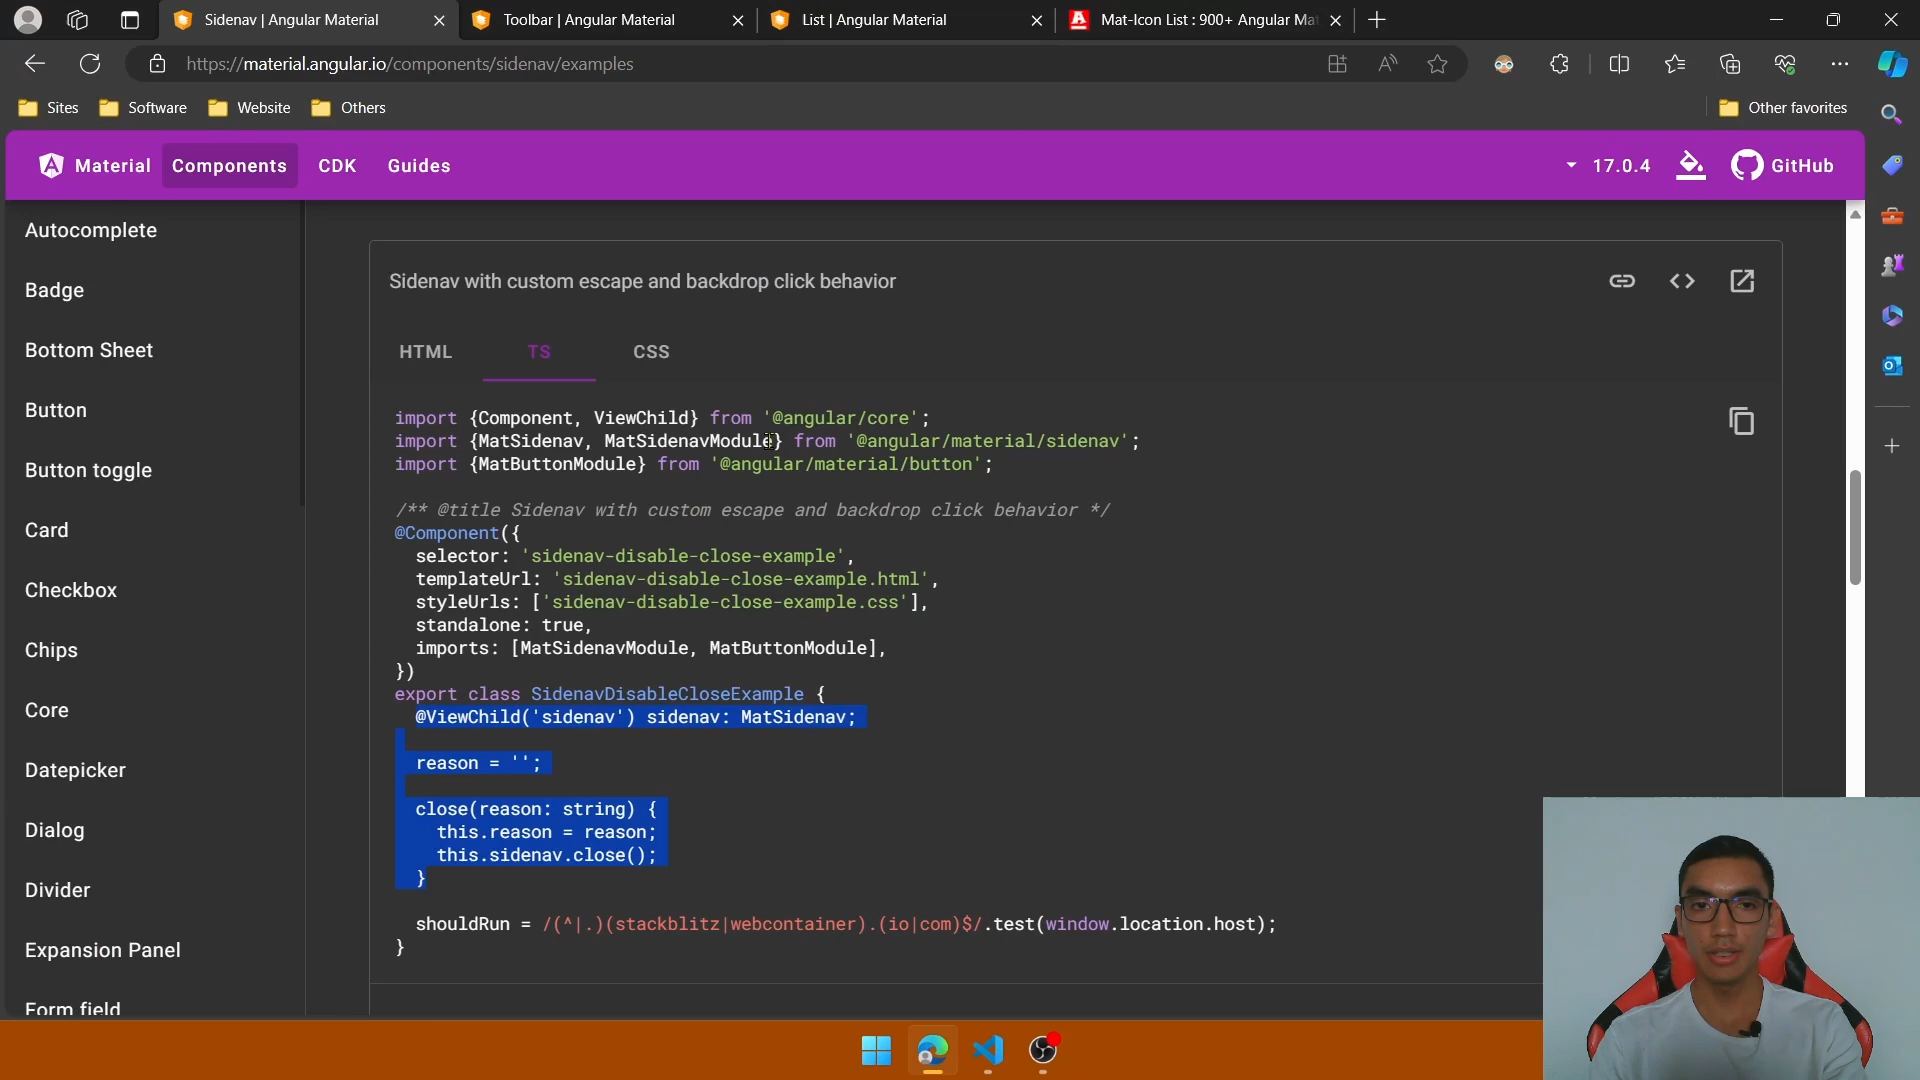 Sidenav | Angular Material
Toolbar | Angular Material
List | Angular Material
Mat-Icon List : 900+ Angular Mat
https://material.angular.io/components/sidenav/examples
Sites
Software
Website
Others
Other favorites
Material
Components
CDK
Guides
17.0.4
GitHub
Autocomplete
Badge
Bottom Sheet
Button
Button toggle
Card
Checkbox
Chips
Core
Datepicker
Dialog
Divider
Expansion Panel
Form field
Sidenav with custom escape and backdrop click behavior
HTML
TS
CSS
import {Component, ViewChild} from '@angular/core';
import {MatSidenav, MatSidenavModule} from '@angular/material/sidenav';
import {MatButtonModule} from '@angular/material/button';
/** @title Sidenav with custom escape and backdrop click behavior */
@Component({
selector: 'sidenav-disable-close-example',
templateUrl: 'sidenav-disable-close-example.html',
styleUrls: ['sidenav-disable-close-example.css'],
standalone: true,
imports: [MatSidenavModule, MatButtonModule],
})
export class SidenavDisableCloseExample {
@ViewChild('sidenav') sidenav: MatSidenav;
reason = '';
close(reason: string) {
this.reason = reason;
this.sidenav.close();
}
shouldRun = /(^|.)(stackblitz|webcontainer).(io|com)$/.test(window.location.host);
}